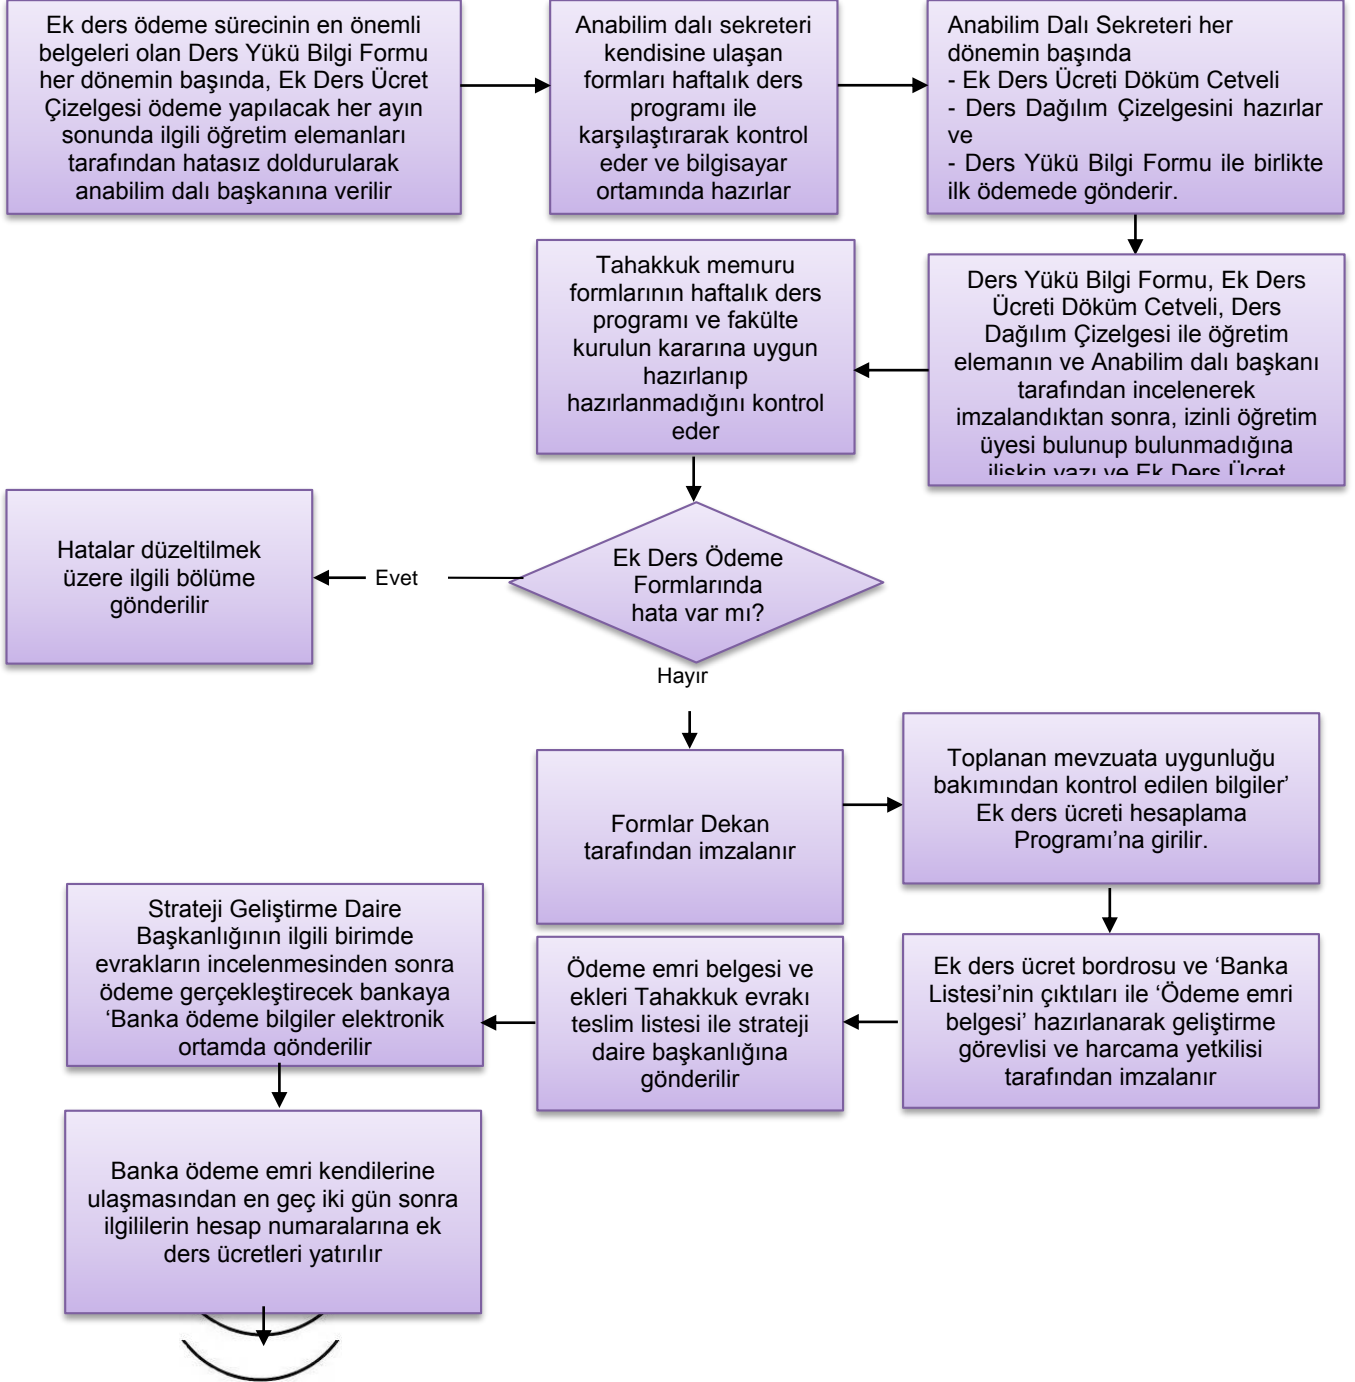 Ek ders ödeme sürecinin en önemli
belgeleri olan Ders Yükü Bilgi Formu
her dönemin başında, Ek Ders Ücret
Çizelgesi ödeme yapılacak her ayın
sonunda ilgili öğretim elemanları
tarafından hatasız doldurularak
anabilim dalı başkanına verilir
Anabilim dalı sekreteri
kendisine ulaşan
formları haftalık ders
programı ile
karşılaştırarak kontrol
eder ve bilgisayar
ortamında hazırlar
Anabilim Dalı Sekreteri her
dönemin başında
- Ek Ders Ücreti Döküm Cetveli
- Ders Dağılım Çizelgesini hazırlar
ve
- Ders Yükü Bilgi Formu ile birlikte
ilk ödemede gönderir.
Ders Yükü Bilgi Formu, Ek Ders
Ücreti Döküm Cetveli, Ders
Dağılım Çizelgesi ile öğretim
elemanın ve Anabilim dalı başkanı
tarafından incelenerek
imzalandıktan sonra, izinli öğretim
üyesi bulunup bulunmadığına
ilişkin yazı ve Ek Ders Ücret
Tahakkuk memuru
formlarının haftalık ders
programı ve fakülte
kurulun kararına uygun
hazırlanıp
hazırlanmadığını kontrol
eder
Ek Ders Ödeme
Formlarında
hata var mı?
Evet
Hatalar düzeltilmek
üzere ilgili bölüme
gönderilir
Hayır
Formlar Dekan
tarafından imzalanır
Toplanan mevzuata uygunluğu
bakımından kontrol edilen bilgiler’
Ek ders ücreti hesaplama
Programı’na girilir.
Ek ders ücret bordrosu ve ‘Banka
Listesi’nin çıktıları ile ‘Ödeme emri
belgesi’ hazırlanarak geliştirme
görevlisi ve harcama yetkilisi
tarafından imzalanır
Ödeme emri belgesi ve
ekleri Tahakkuk evrakı
teslim listesi ile strateji
daire başkanlığına
gönderilir
Strateji Geliştirme Daire
Başkanlığının ilgili birimde
evrakların incelenmesinden sonra
ödeme gerçekleştirecek bankaya
‘Banka ödeme bilgiler elektronik
ortamda gönderilir
Banka ödeme emri kendilerine
ulaşmasından en geç iki gün sonra
ilgililerin hesap numaralarına ek
ders ücretleri yatırılır